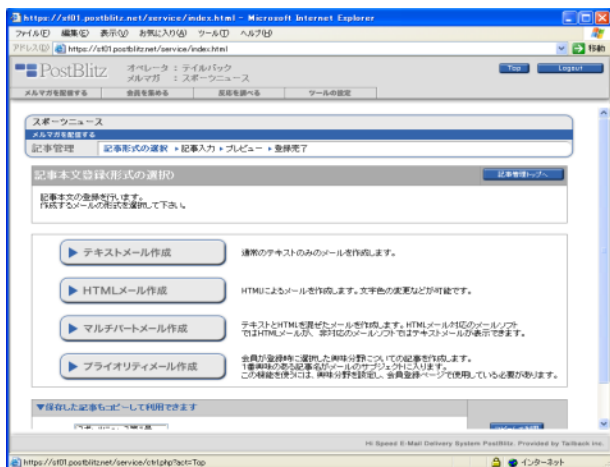 https://sf01.postblitz.net/service/index.html - Microsoft Internet Explorer
ファイル(F) 編集(E) 表示(V) お気に入り(A) ツール(T) ヘルプ(H)
アドレス(D) https://sf01.postblitz.net/service/index.html 移動
PostBlitz
オペレータ : テイルバック
メルマガ : スポーツニュース
Top Logout
メルマガを配信する 会員を集める 反応を調べる ツールの設定
スポーツニュース
メルマガを配信する
記事管理 記事形式の選択 ▸ 記事入力 ▸ プレビュー ▸ 登録完了
記事本文登録(形式の選択) 記事管理トップへ
記事本文の登録を行います。
作成するメールの形式を選択して下さい。
テキストメール作成 通常のテキストのみのメールを作成します。
HTMLメール作成 HTMLによるメールを作成します。文字色の変更などが可能です。
マルチパートメール作成 テキストとHTMLを混ぜたメールを作成します。HTMLメール対応のメールソフト
ではHTMLメールが、非対応のメールソフトではテキストメールが表示できます。
プライオリティメール作成 会員が登録時に選択した興味分野についての記事を作成します。
1番興味のある記事名がメールのサブジェクトに入ります。
この機能を使うには、興味分野を設定し、会員登録ページで使用している必要があります。
▼保存した記事もコピーして利用できます
Hi Speed E-Mail Delivery System PostBlitz. Provided by Tailback Inc.
https://sf01.postblitz.net/service/ctrl.php?act=Top インターネット